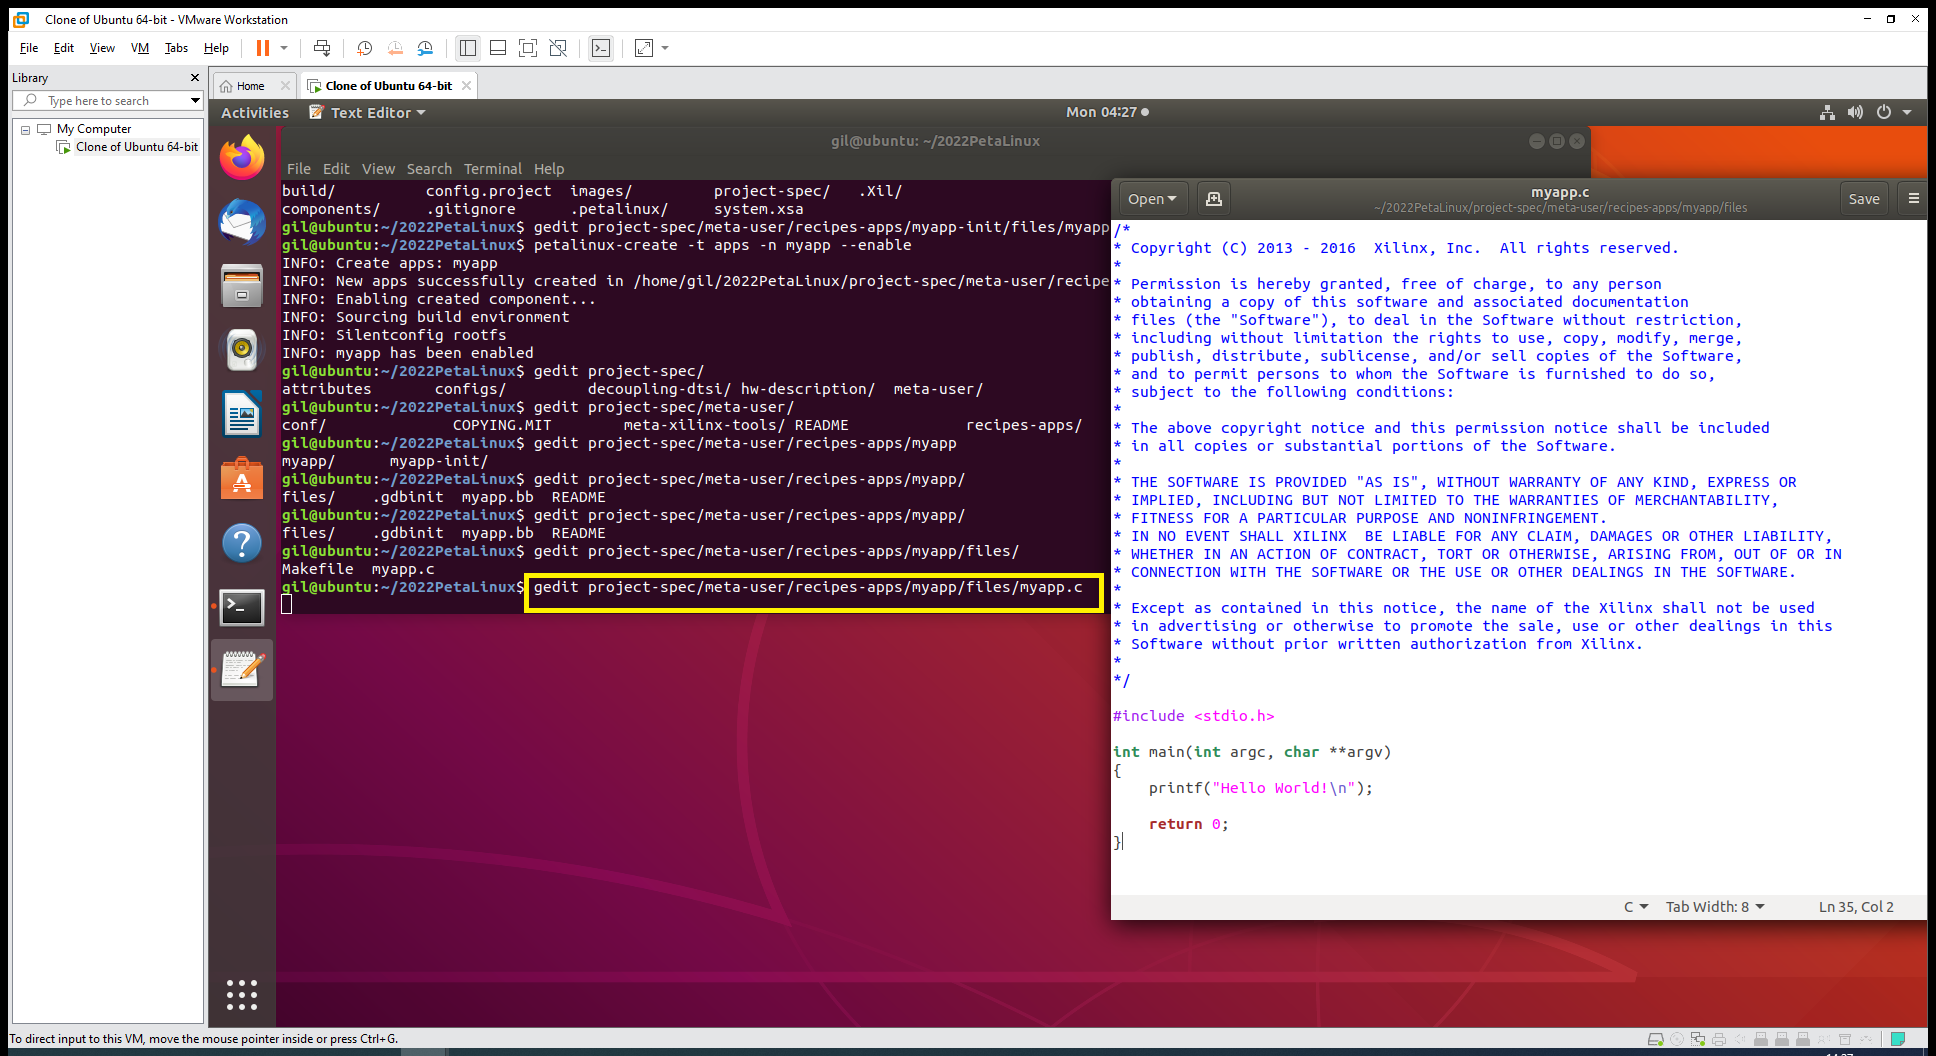 Clone of Ubuntu 64-bit - VMware Workstation
File Edit View VM Tabs Help
Library
Type here to search
My Computer
Clone of Ubuntu 64-bit
Home
Clone of Ubuntu 64-bit
Activities
Text Editor
Mon 04:27
gil@ubuntu: ~/2022PetaLinux
File Edit View Search Terminal Help
build/ config.project images/ project-spec/ .Xil/
components/ .gitignore .petalinux/ system.xsa
gil@ubuntu:~/2022PetaLinux$ gedit project-spec/meta-user/recipes-apps/myapp-init/files/myapp
gil@ubuntu:~/2022PetaLinux$ petalinux-create -t apps -n myapp --enable
INFO: Create apps: myapp
INFO: New apps successfully created in /home/gil/2022PetaLinux/project-spec/meta-user/recipe
INFO: Enabling created component...
INFO: Sourcing build environment
INFO: Silentconfig rootfs
INFO: myapp has been enabled
gil@ubuntu:~/2022PetaLinux$ gedit project-spec/
attributes configs/ decoupling-dtsi/ hw-description/ meta-user/
gil@ubuntu:~/2022PetaLinux$ gedit project-spec/meta-user/
conf/ COPYING.MIT meta-xilinx-tools/ README recipes-apps/
gil@ubuntu:~/2022PetaLinux$ gedit project-spec/meta-user/recipes-apps/myapp
myapp/ myapp-init/
gil@ubuntu:~/2022PetaLinux$ gedit project-spec/meta-user/recipes-apps/myapp/
files/ .gdbinit myapp.bb README
gil@ubuntu:~/2022PetaLinux$ gedit project-spec/meta-user/recipes-apps/myapp/
files/ .gdbinit myapp.bb README
gil@ubuntu:~/2022PetaLinux$ gedit project-spec/meta-user/recipes-apps/myapp/files/
Makefile myapp.c
gil@ubuntu:~/2022PetaLinux$ gedit project-spec/meta-user/recipes-apps/myapp/files/myapp.c
Open
myapp.c
~/2022PetaLinux/project-spec/meta-user/recipes-apps/myapp/files
Save
/*
* Copyright (C) 2013 - 2016  Xilinx, Inc.  All rights reserved.
*
* Permission is hereby granted, free of charge, to any person
* obtaining a copy of this software and associated documentation
* files (the "Software"), to deal in the Software without restriction,
* including without limitation the rights to use, copy, modify, merge,
* publish, distribute, sublicense, and/or sell copies of the Software,
* and to permit persons to whom the Software is furnished to do so,
* subject to the following conditions:
*
* The above copyright notice and this permission notice shall be included
* in all copies or substantial portions of the Software.
*
* THE SOFTWARE IS PROVIDED "AS IS", WITHOUT WARRANTY OF ANY KIND, EXPRESS OR
* IMPLIED, INCLUDING BUT NOT LIMITED TO THE WARRANTIES OF MERCHANTABILITY,
* FITNESS FOR A PARTICULAR PURPOSE AND NONINFRINGEMENT.
* IN NO EVENT SHALL XILINX  BE LIABLE FOR ANY CLAIM, DAMAGES OR OTHER LIABILITY,
* WHETHER IN AN ACTION OF CONTRACT, TORT OR OTHERWISE, ARISING FROM, OUT OF OR IN
* CONNECTION WITH THE SOFTWARE OR THE USE OR OTHER DEALINGS IN THE SOFTWARE.
*
* Except as contained in this notice, the name of the Xilinx shall not be used
* in advertising or otherwise to promote the sale, use or other dealings in this
* Software without prior written authorization from Xilinx.
*
*/
#include <stdio.h>
int main(int argc, char **argv)
{
printf("Hello World!\n");
return 0;
}
C
Tab Width: 8
Ln 35, Col 2
To direct input to this VM, move the mouse pointer inside or press Ctrl+G.